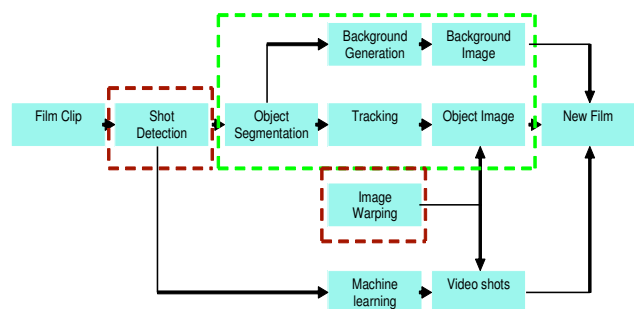 Background
Generation
Background
Image
Film Clip
Shot
Detection
Object
Segmentation
Tracking
Object Image
New Film
Image
Warping
Machine
learning
Video shots